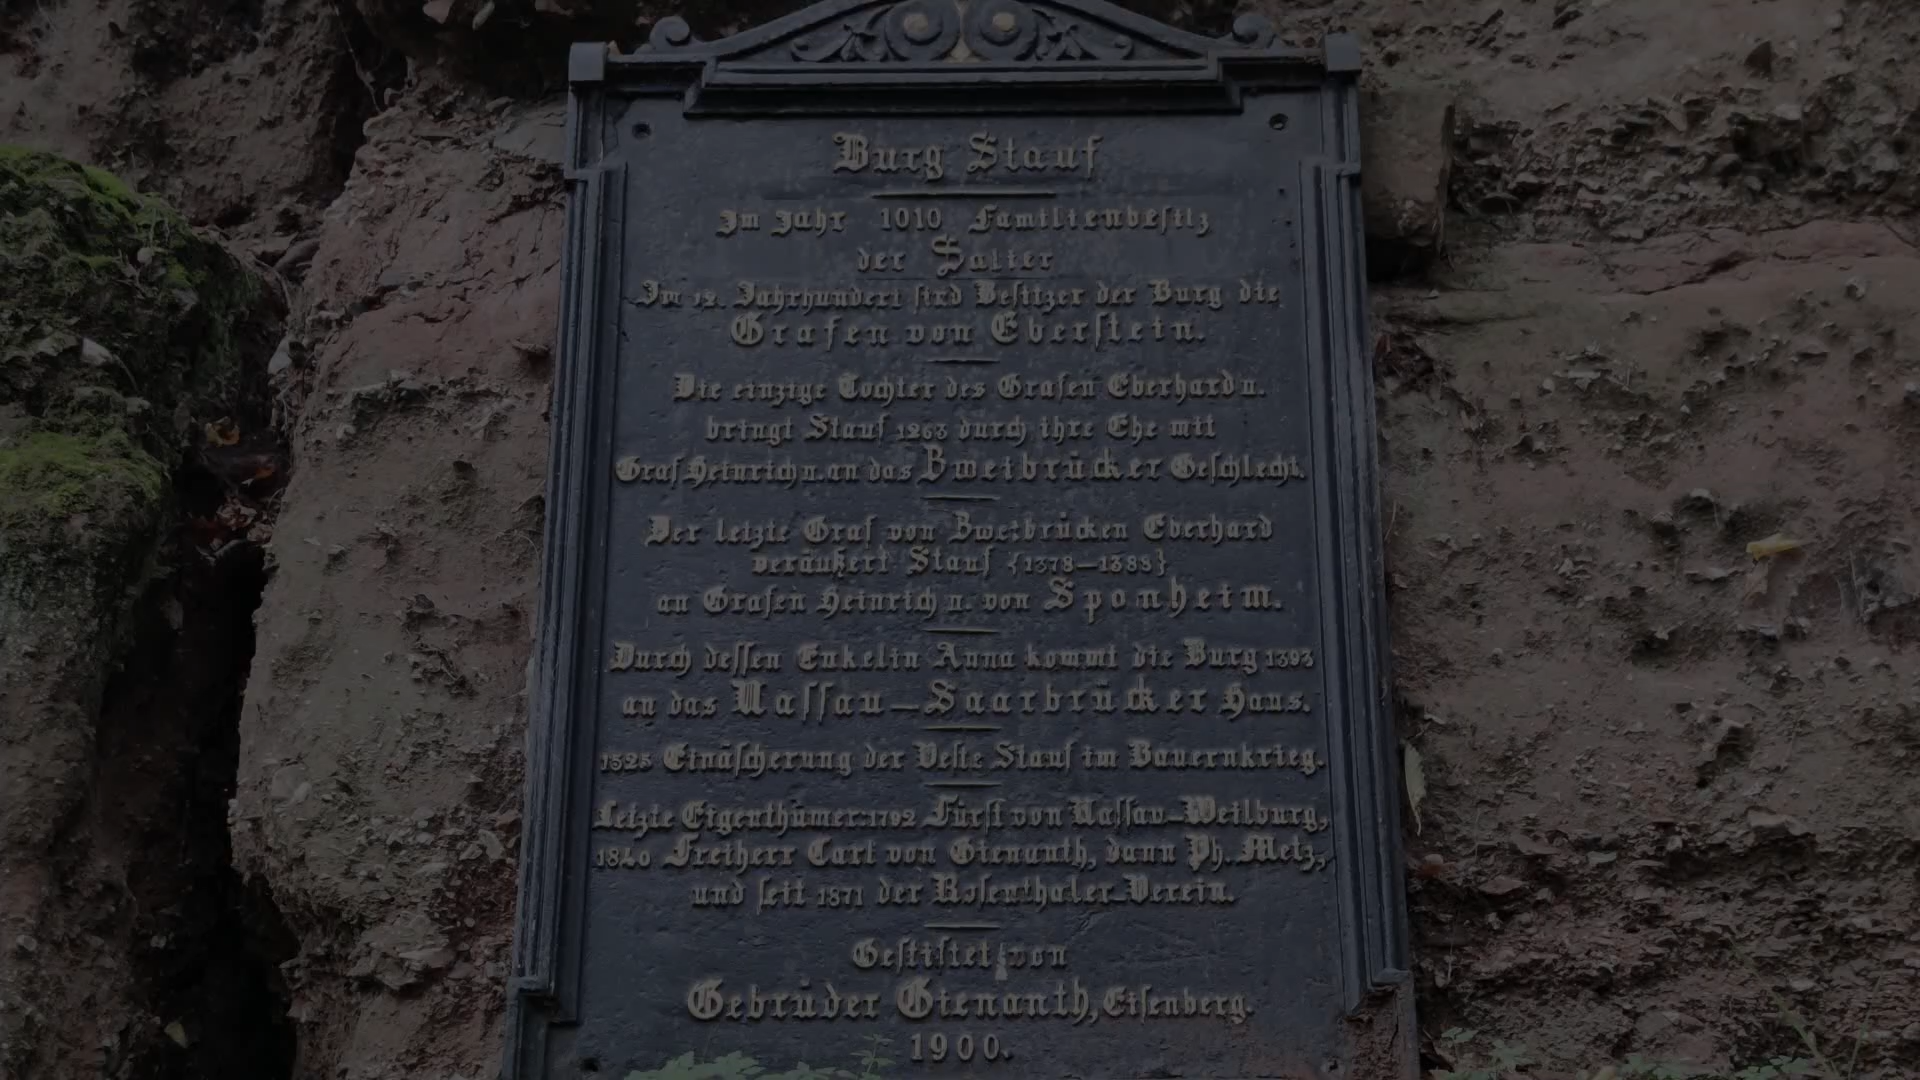 Burg Stauf
Im Jahr 1010 Familienbesitz
der Salier
Im 12. Jahrhundert sind Besitzer der Burg die
Grafen von Eberstein.
Die einzige Tochter des Grafen Eberhard II.
bringt Stauf 1263 durch ihre Ehe mit
Graf Heinrich II. an das Zweibrücker Geschlecht.
Der letzte Graf von Zweibrücken Eberhard
veräußert Stauf {1378–1388}
an Grafen Heinrich II. von Sponheim.
Durch dessen Enkelin Anna kommt die Burg 1393
an das Nassau–Saarbrücker Haus.
1525 Einäscherung der Veste Stauf im Bauernkrieg.
Letzte Eigenthümer: 1792 Fürst von Nassau–Weilburg,
1840 Freiherr Carl von Gienanth, dann Ph. Metz,
und seit 1871 der Rosenthaler–Verein.
Gestiftet von
Gebrüder Gienanth, Eisenberg.
1900.